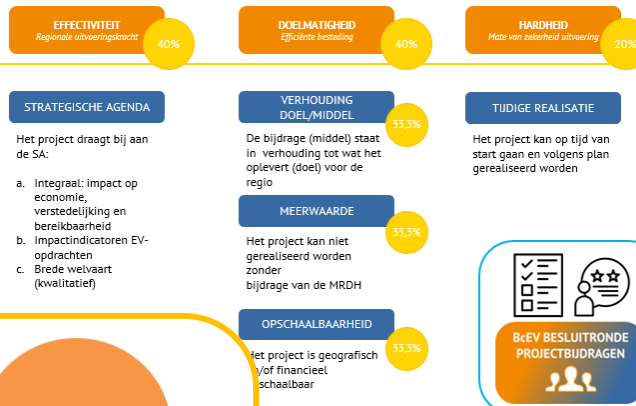 EFFECTIVITEIT
Regionale uitvoeringskracht
40%
DOELMATIGHEID
Efficiënte besteding
40%
HARDHEID
Mate van zekerheid uitvoering
20%
STRATEGISCHE AGENDA
Het project draagt bij aan
de SA:
a. Integraal: impact op
economie,
verstedelijking en
bereikbaarheid
b. Impactindicatoren EV-
opdrachten
c. Brede welvaart
(kwalitatief)
VERHOUDING
DOEL/MIDDEL
33,3%
De bijdrage (middel) staat
in verhouding tot wat het
oplevert (doel) voor de
regio
MEERWAARDE
33,3%
Het project kan niet
gerealiseerd worden
zonder
bijdrage van de MRDH
OPSCHAALBAARHEID
33,3%
Het project is geografisch
en/of financieel
opschaalbaar
TIJDIGE REALISATIE
Het project kan op tijd van
start gaan en volgens plan
gerealiseerd worden
BcEV BESLUITRONDE
PROJECTBIJDRAGEN